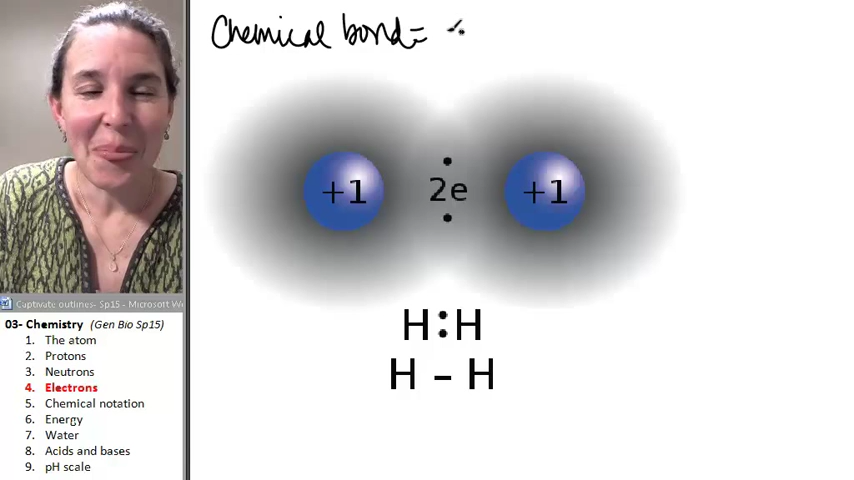 Chemical bond=
+1
2e
+1
H:H
H – H
Captivate outlines- Sp15 - Microsoft W
03- Chemistry (Gen Bio Sp15)
1. The atom
2. Protons
3. Neutrons
4. Electrons
5. Chemical notation
6. Energy
7. Water
8. Acids and bases
9. pH scale